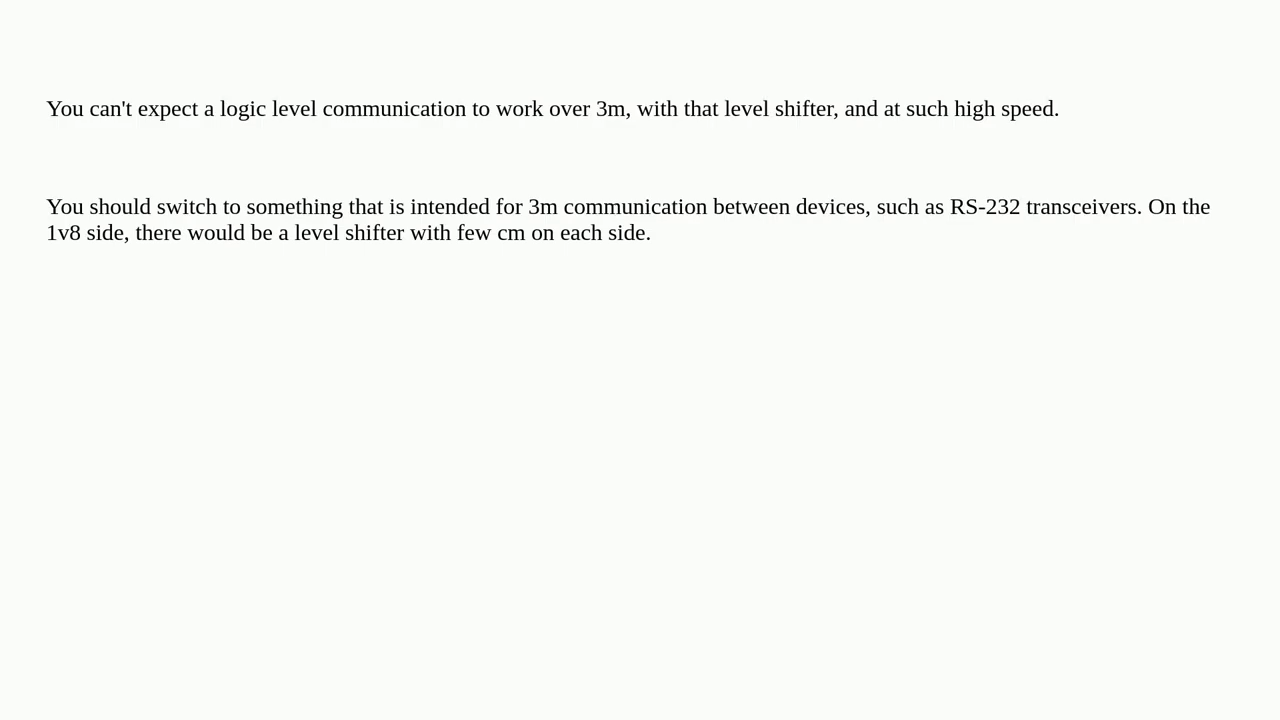 You can't expect a logic level communication to work over 3m, with that level shifter, and at such high speed.
You should switch to something that is intended for 3m communication between devices, such as RS-232 transceivers. On the
1v8 side, there would be a level shifter with few cm on each side.